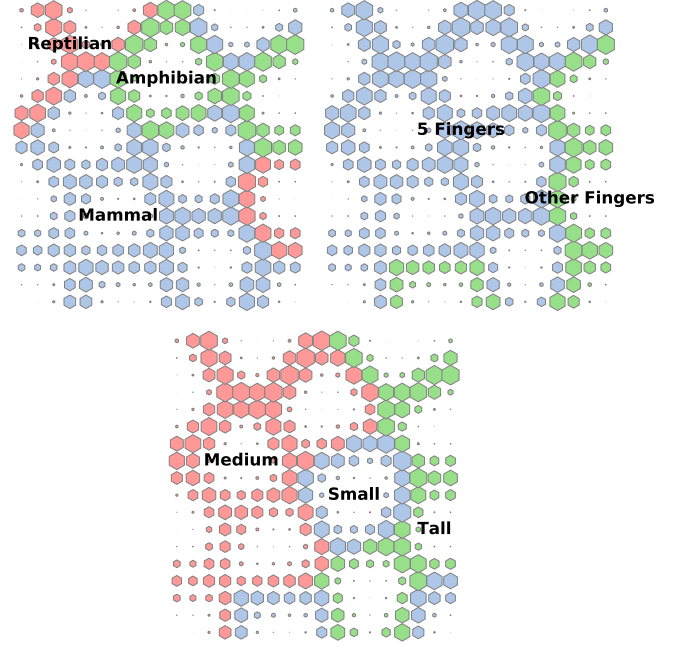 Reptilian
Amphibian
Mammal
5 Fingers
Other Fingers
Medium
Small
Tall